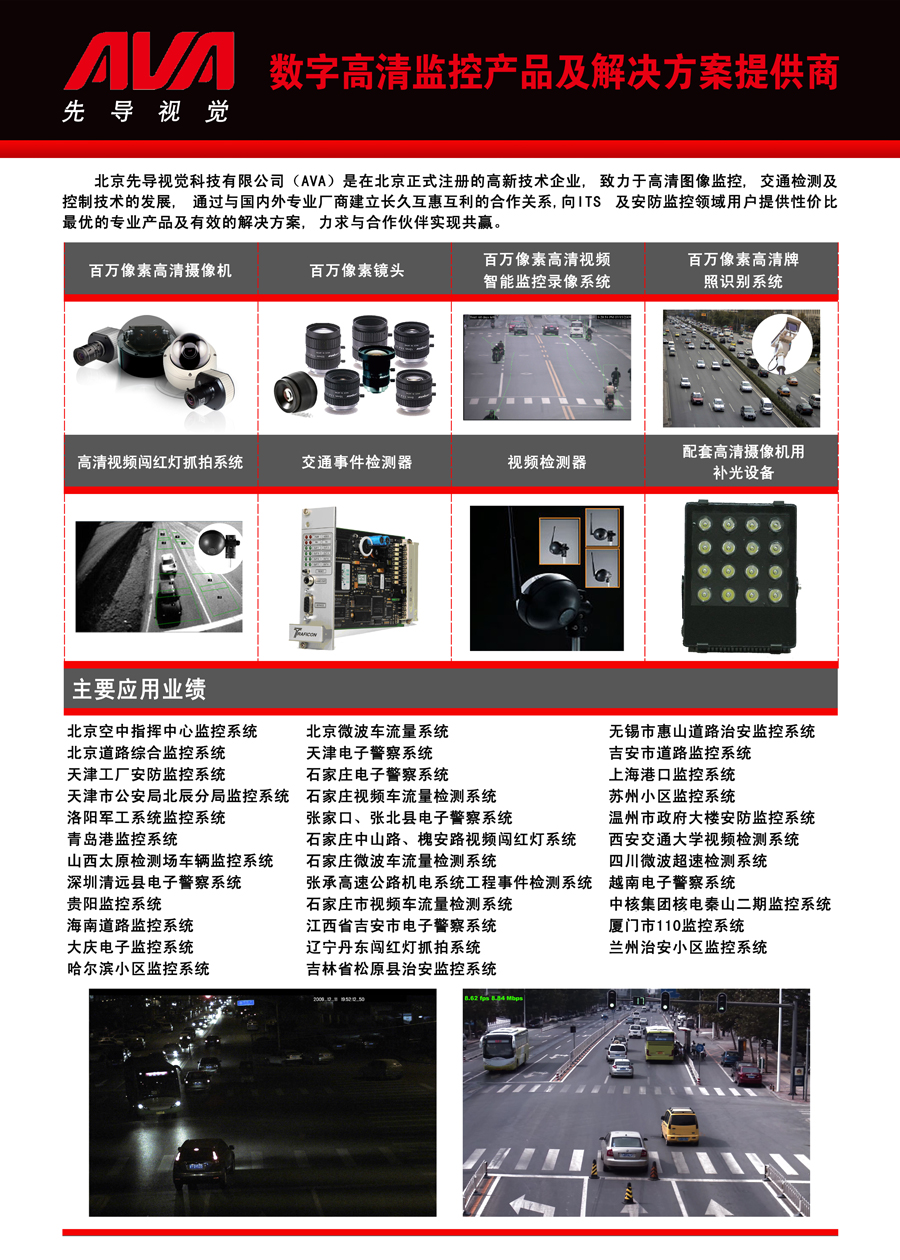 AVA
先导视觉
数字高清监控产品及解决方案提供商
北京先导视觉科技有限公司（AVA）是在北京正式注册的高新技术企业, 致力于高清图像监控, 交通检测及
控制技术的发展, 通过与国内外专业厂商建立长久互惠互利的合作关系,向ITS 及安防监控领域用户提供性价比
最优的专业产品及有效的解决方案, 力求与合作伙伴实现共赢。
百万像素高清摄像机
百万像素镜头
百万像素高清视频
智能监控录像系统
百万像素高清牌
照识别系统
高清视频闯红灯抓拍系统
交通事件检测器
视频检测器
配套高清摄像机用
补光设备
TRAFICON
主要应用业绩
北京空中指挥中心监控系统
北京道路综合监控系统
天津工厂安防监控系统
天津市公安局北辰分局监控系统
洛阳军工系统监控系统
青岛港监控系统
山西太原检测场车辆监控系统
深圳清远县电子警察系统
贵阳监控系统
海南道路监控系统
大庆电子监控系统
哈尔滨小区监控系统
北京微波车流量系统
天津电子警察系统
石家庄电子警察系统
石家庄视频车流量检测系统
张家口、张北县电子警察系统
石家庄中山路、槐安路视频闯红灯系统
石家庄微波车流量检测系统
张承高速公路机电系统工程事件检测系统
石家庄市视频车流量检测系统
江西省吉安市电子警察系统
辽宁丹东闯红灯抓拍系统
吉林省松原县治安监控系统
无锡市惠山道路治安监控系统
吉安市道路监控系统
上海港口监控系统
苏州小区监控系统
温州市政府大楼安防监控系统
西安交通大学视频检测系统
四川微波超速检测系统
越南电子警察系统
中核集团核电秦山二期监控系统
厦门市110监控系统
兰州治安小区监控系统
8.62 fps 8.84 Mbps